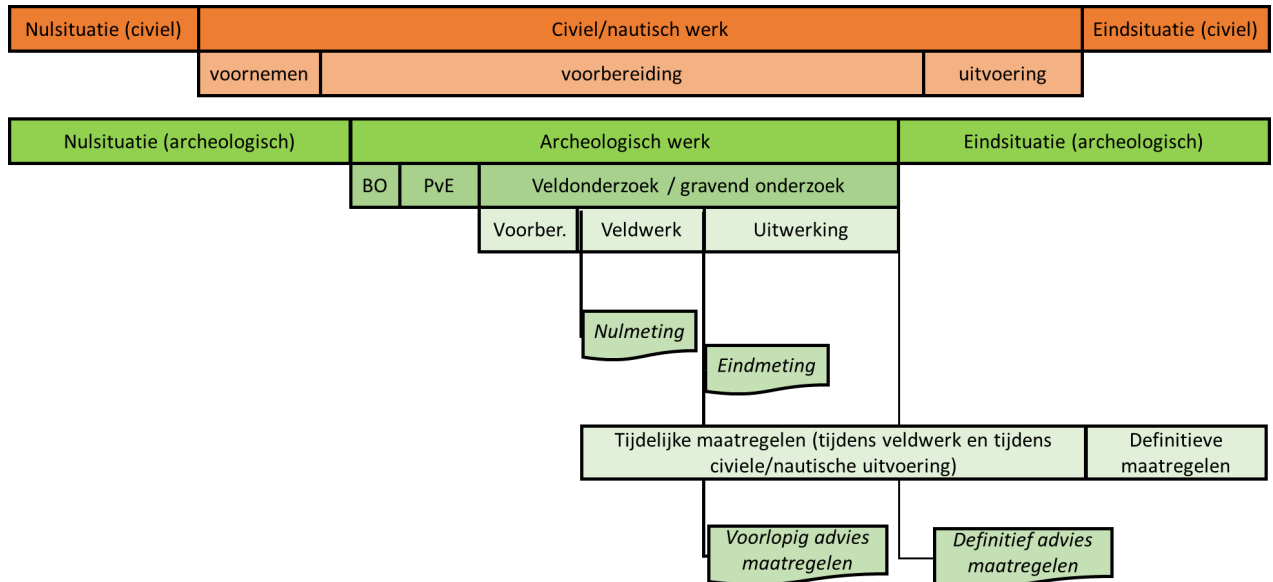 Nulsituatie (civiel)
Civiel/nautisch werk
Eindsituatie (civiel)
voornemen
voorbereiding
uitvoering
Nulsituatie (archeologisch)
Archeologisch werk
Eindsituatie (archeologisch)
BO
PvE
Veldonderzoek / gravend onderzoek
Voorber.
Veldwerk
Uitwerking
Nulmeting
Eindmeting
Tijdelijke maatregelen (tijdens veldwerk en tijdens
civiele/nautische uitvoering)
Definitieve
maatregelen
Voorlopig advies
maatregelen
Definitief advies
maatregelen